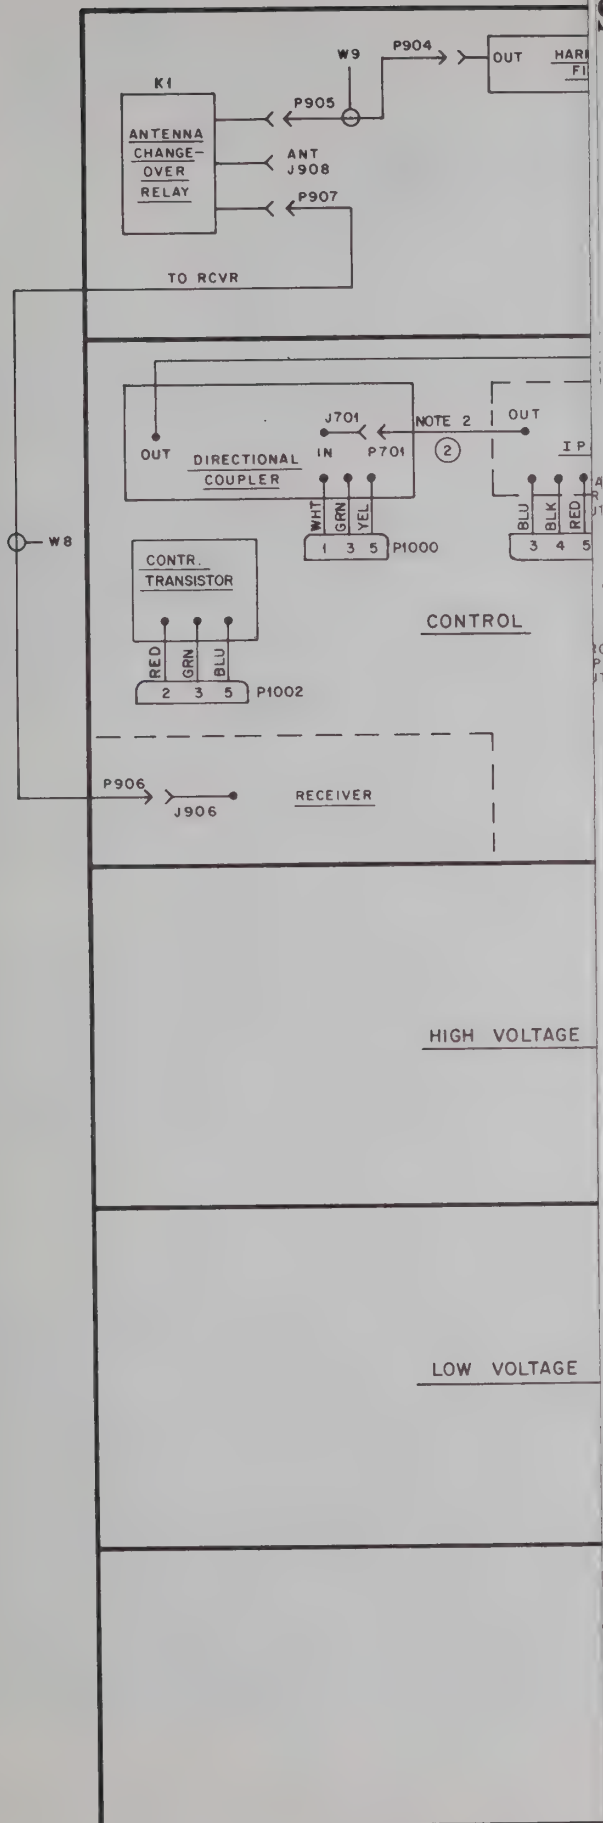 P904
W9
OUT
K1
P905
ANTENNA
CHANGE-
OVER
RELAY
ANT
J908
P907
TO RCVR
J701
NOTE 2
OUT
OUT
IN
P701
2
DIRECTIONAL
COUPLER
WHT
GRN
YEL
BLU
BLK
RED
1 3 5 P1000
3 4 5
W8
CONTR.
TRANSISTOR
CONTROL
RED
GRN
BLU
2 3 5 P1002
P906
J906
RECEIVER
HIGH VOLTAGE
LOW VOLTAGE